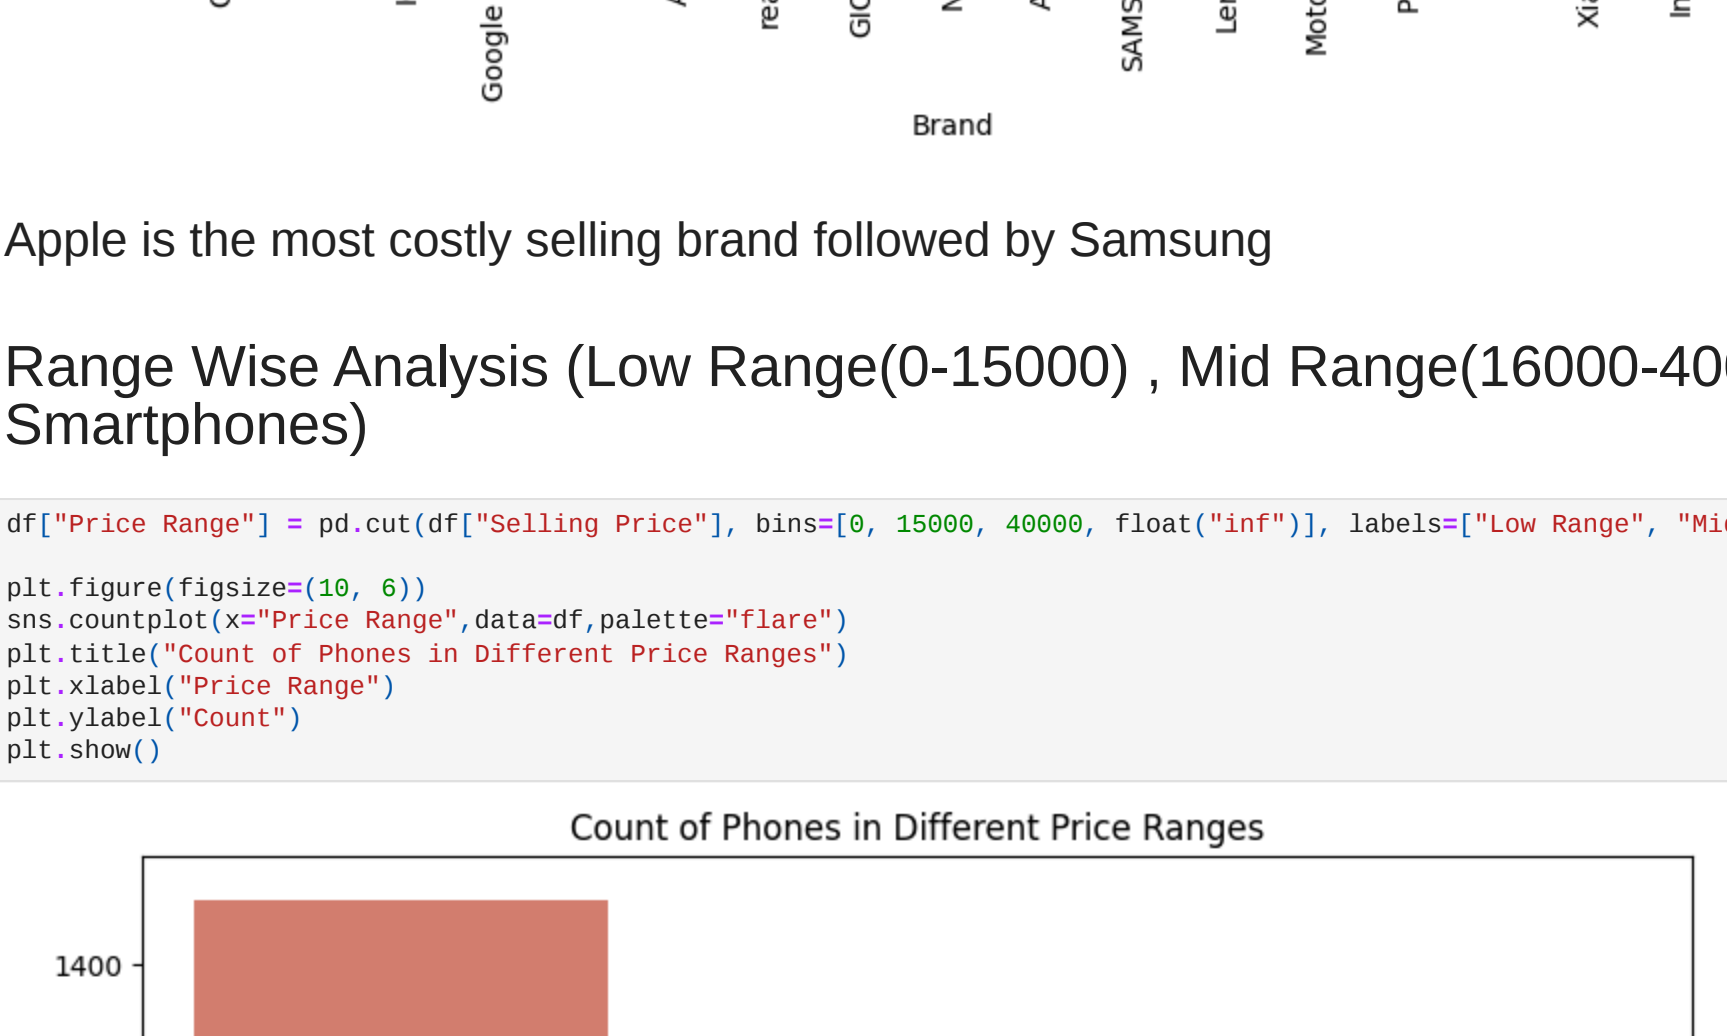 Google
SAMS
Moto
Brand
Apple is the most costly selling brand followed by Samsung
Range Wise Analysis (Low Range(0-15000) , Mid Range(16000-400
Smartphones)
df["Price Range"] = pd.cut(df["Selling Price"], bins=[0, 15000, 40000, float("inf")], labels=["Low Range", "Mid
plt.figure(figsize=(10, 6))
sns.countplot(x="Price Range",data=df,palette="flare")
plt.title("Count of Phones in Different Price Ranges")
plt.xlabel("Price Range")
plt.ylabel("Count")
plt.show()
Count of Phones in Different Price Ranges
1400